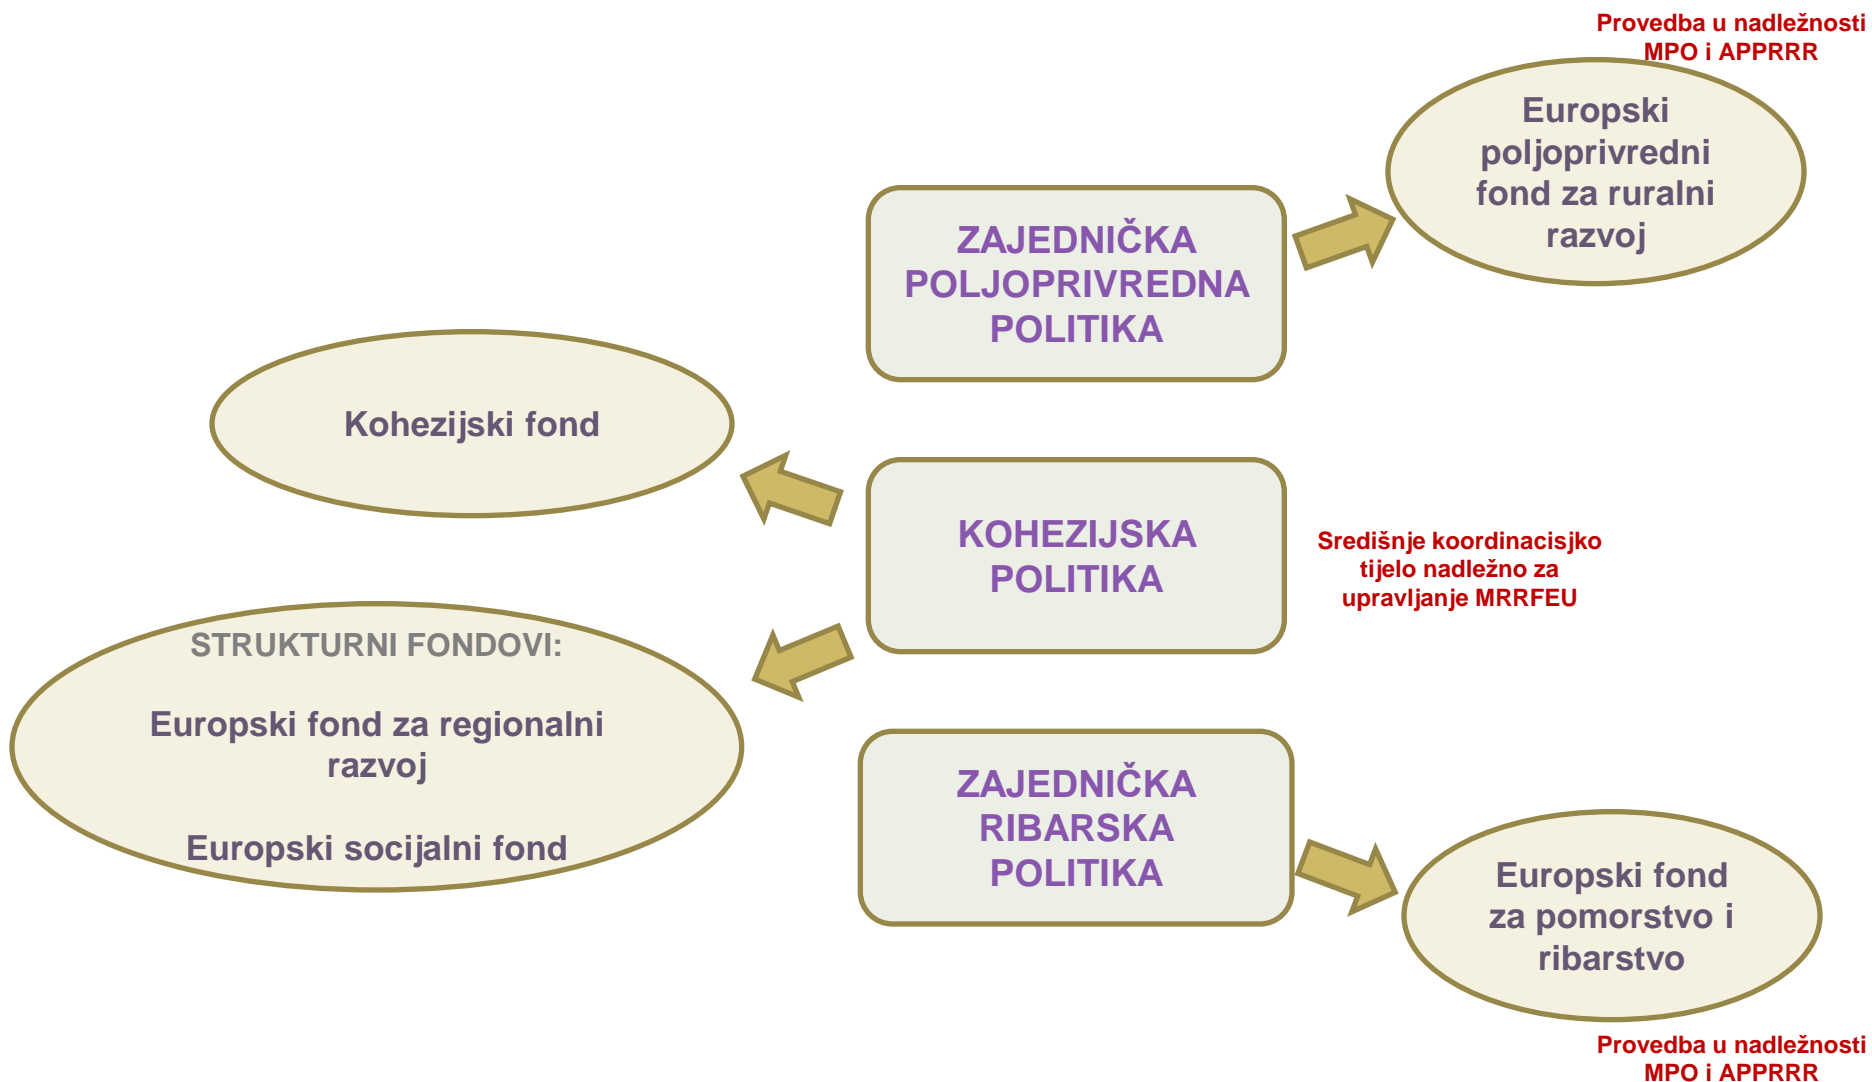 Provedba u nadležnosti
MPO i APPRRR
Europski
poljoprivredni
fond za ruralni
razvoj
ZAJEDNIČKA
POLJOPRIVREDNA
POLITIKA
Kohezijski fond
KOHEZIJSKA
POLITIKA
Središnje koordinacisjko
tijelo nadležno za
upravljanje MRRFEU
STRUKTURNI FONDOVI:
Europski fond za regionalni
razvoj
Europski socijalni fond
ZAJEDNIČKA
RIBARSKA
POLITIKA
Europski fond
za pomorstvo i
ribarstvo
Provedba u nadležnosti
MPO i APPRRR